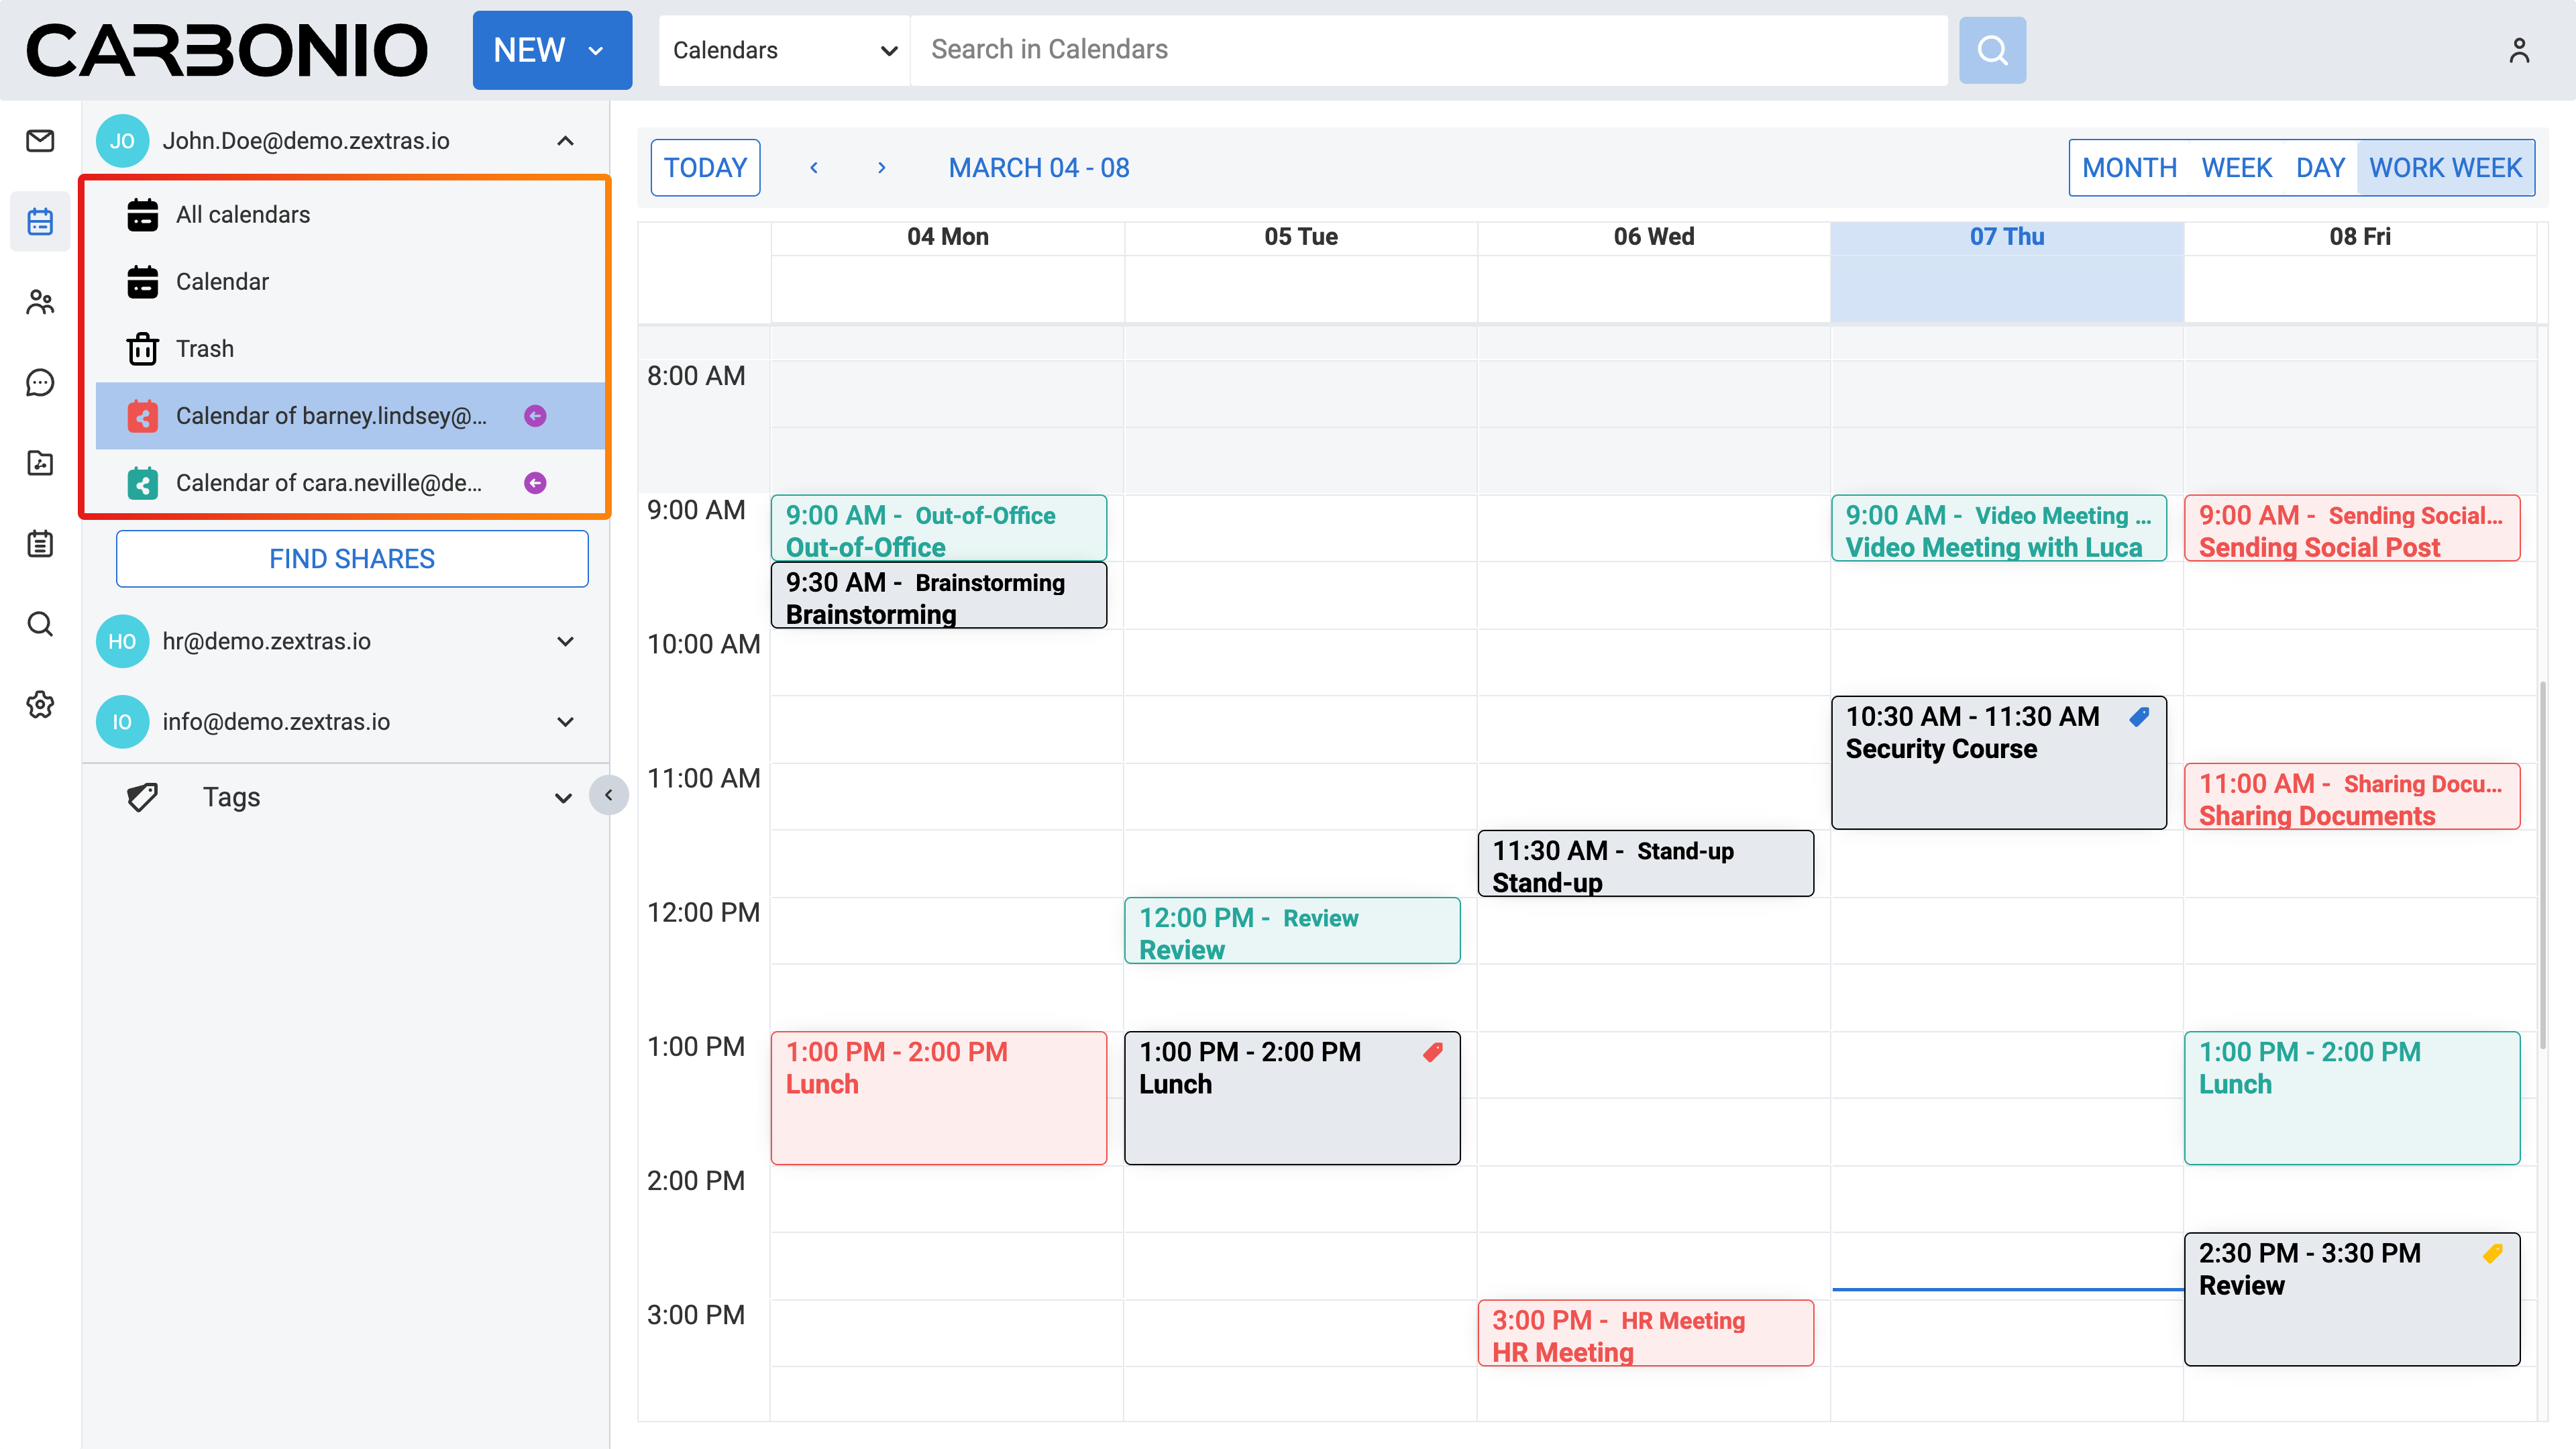 CARBONIO
NEW
Calendars
Search in Calendars
JO
John.Doe@demo.zextras.io
All calendars
Calendar
Trash
Calendar of barney.lindsey@...
Calendar of cara.neville@de...
FIND SHARES
HO
hr@demo.zextras.io
IO
info@demo.zextras.io
Tags
TODAY
MARCH 04 - 08
MONTH WEEK DAY WORK WEEK
04 Mon 05 Tue 06 Wed 07 Thu 08 Fri
8:00 AM
9:00 AM
9:00 AM - Out-of-Office
Out-of-Office
9:00 AM - Video Meeting ...
Video Meeting with Luca
9:00 AM - Sending Social...
Sending Social Post
9:30 AM - Brainstorming
Brainstorming
10:00 AM
10:30 AM - 11:30 AM
Security Course
11:00 AM
11:00 AM - Sharing Docu...
Sharing Documents
11:30 AM - Stand-up
Stand-up
12:00 PM
12:00 PM - Review
Review
1:00 PM
1:00 PM - 2:00 PM
Lunch
1:00 PM - 2:00 PM
Lunch
1:00 PM - 2:00 PM
Lunch
2:00 PM
2:30 PM - 3:30 PM
Review
3:00 PM
3:00 PM - HR Meeting
HR Meeting